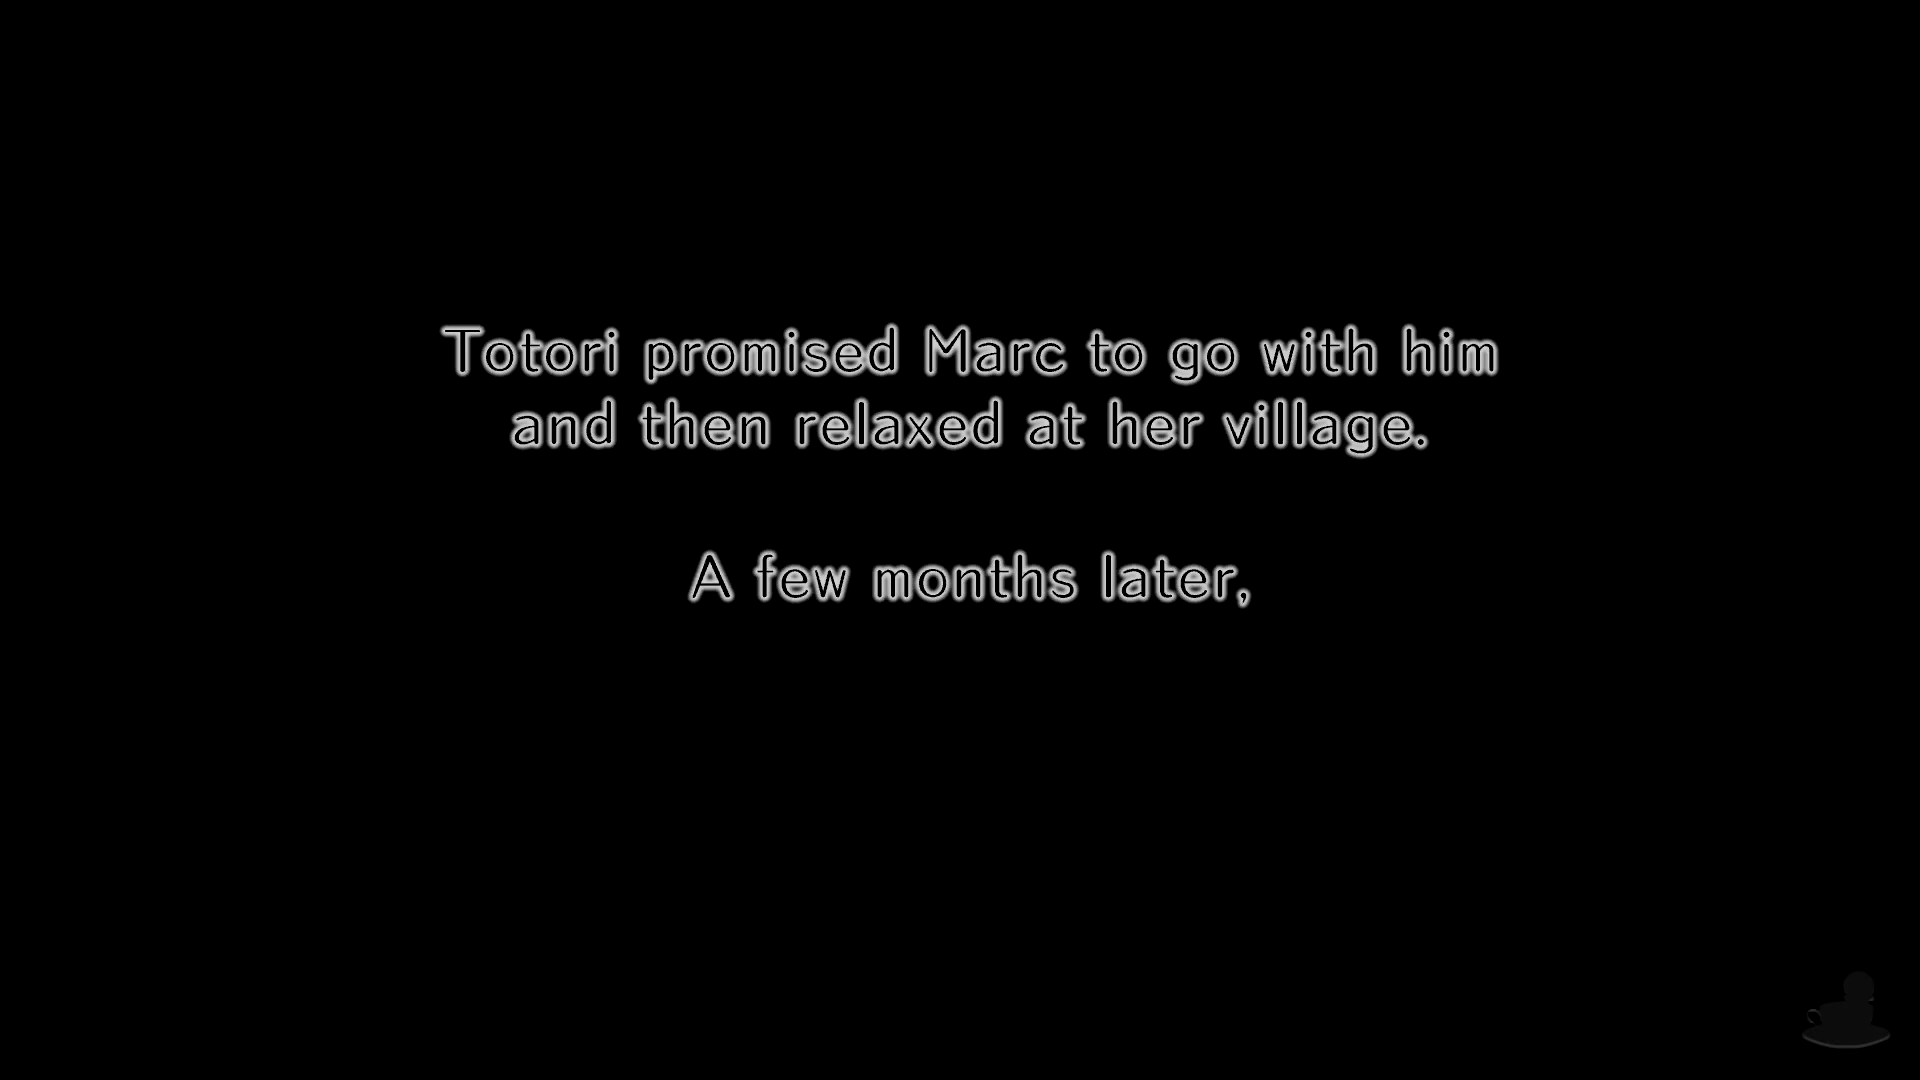 Totori promised Marc to go with him
and then relaxed at her village.
A few months later,